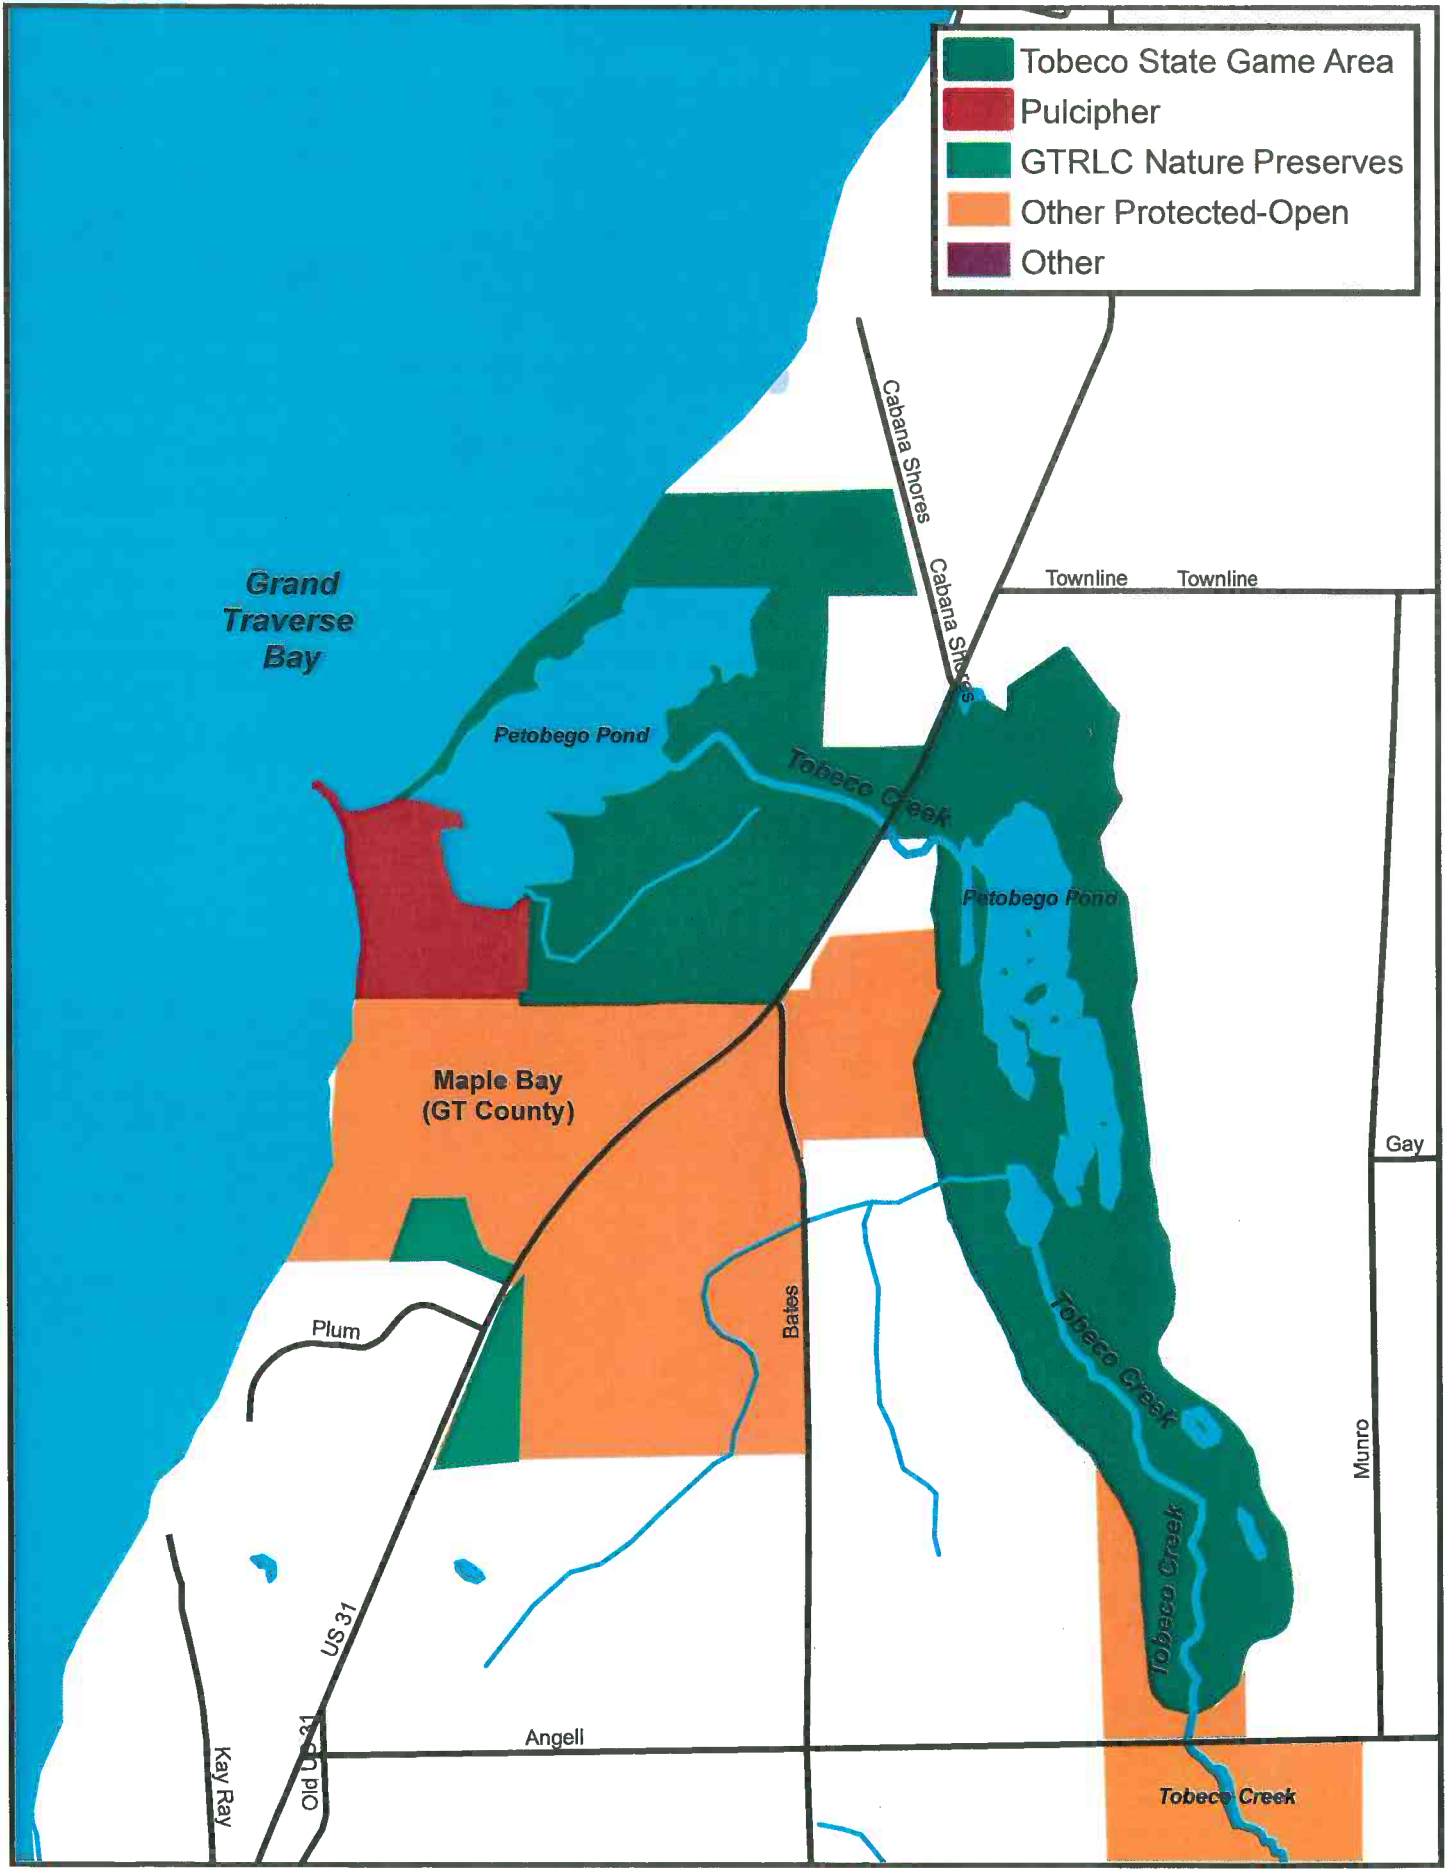 Tobeco State Game Area
Pulcipher
GTRLC Nature Preserves
Other Protected-Open
Other
Cabana Shores
Cabana Shores
Townline
Townline
Grand
Traverse
Bay
Petobego Pond
Tobeco Creek
Petobego Pond
Maple Bay
(GT County)
Gay
Plum
Bates
Tobeco Creek
Munro
Tobeco Creek
US 31
Old US 31
Angell
Kay Ray
Tobeco Creek